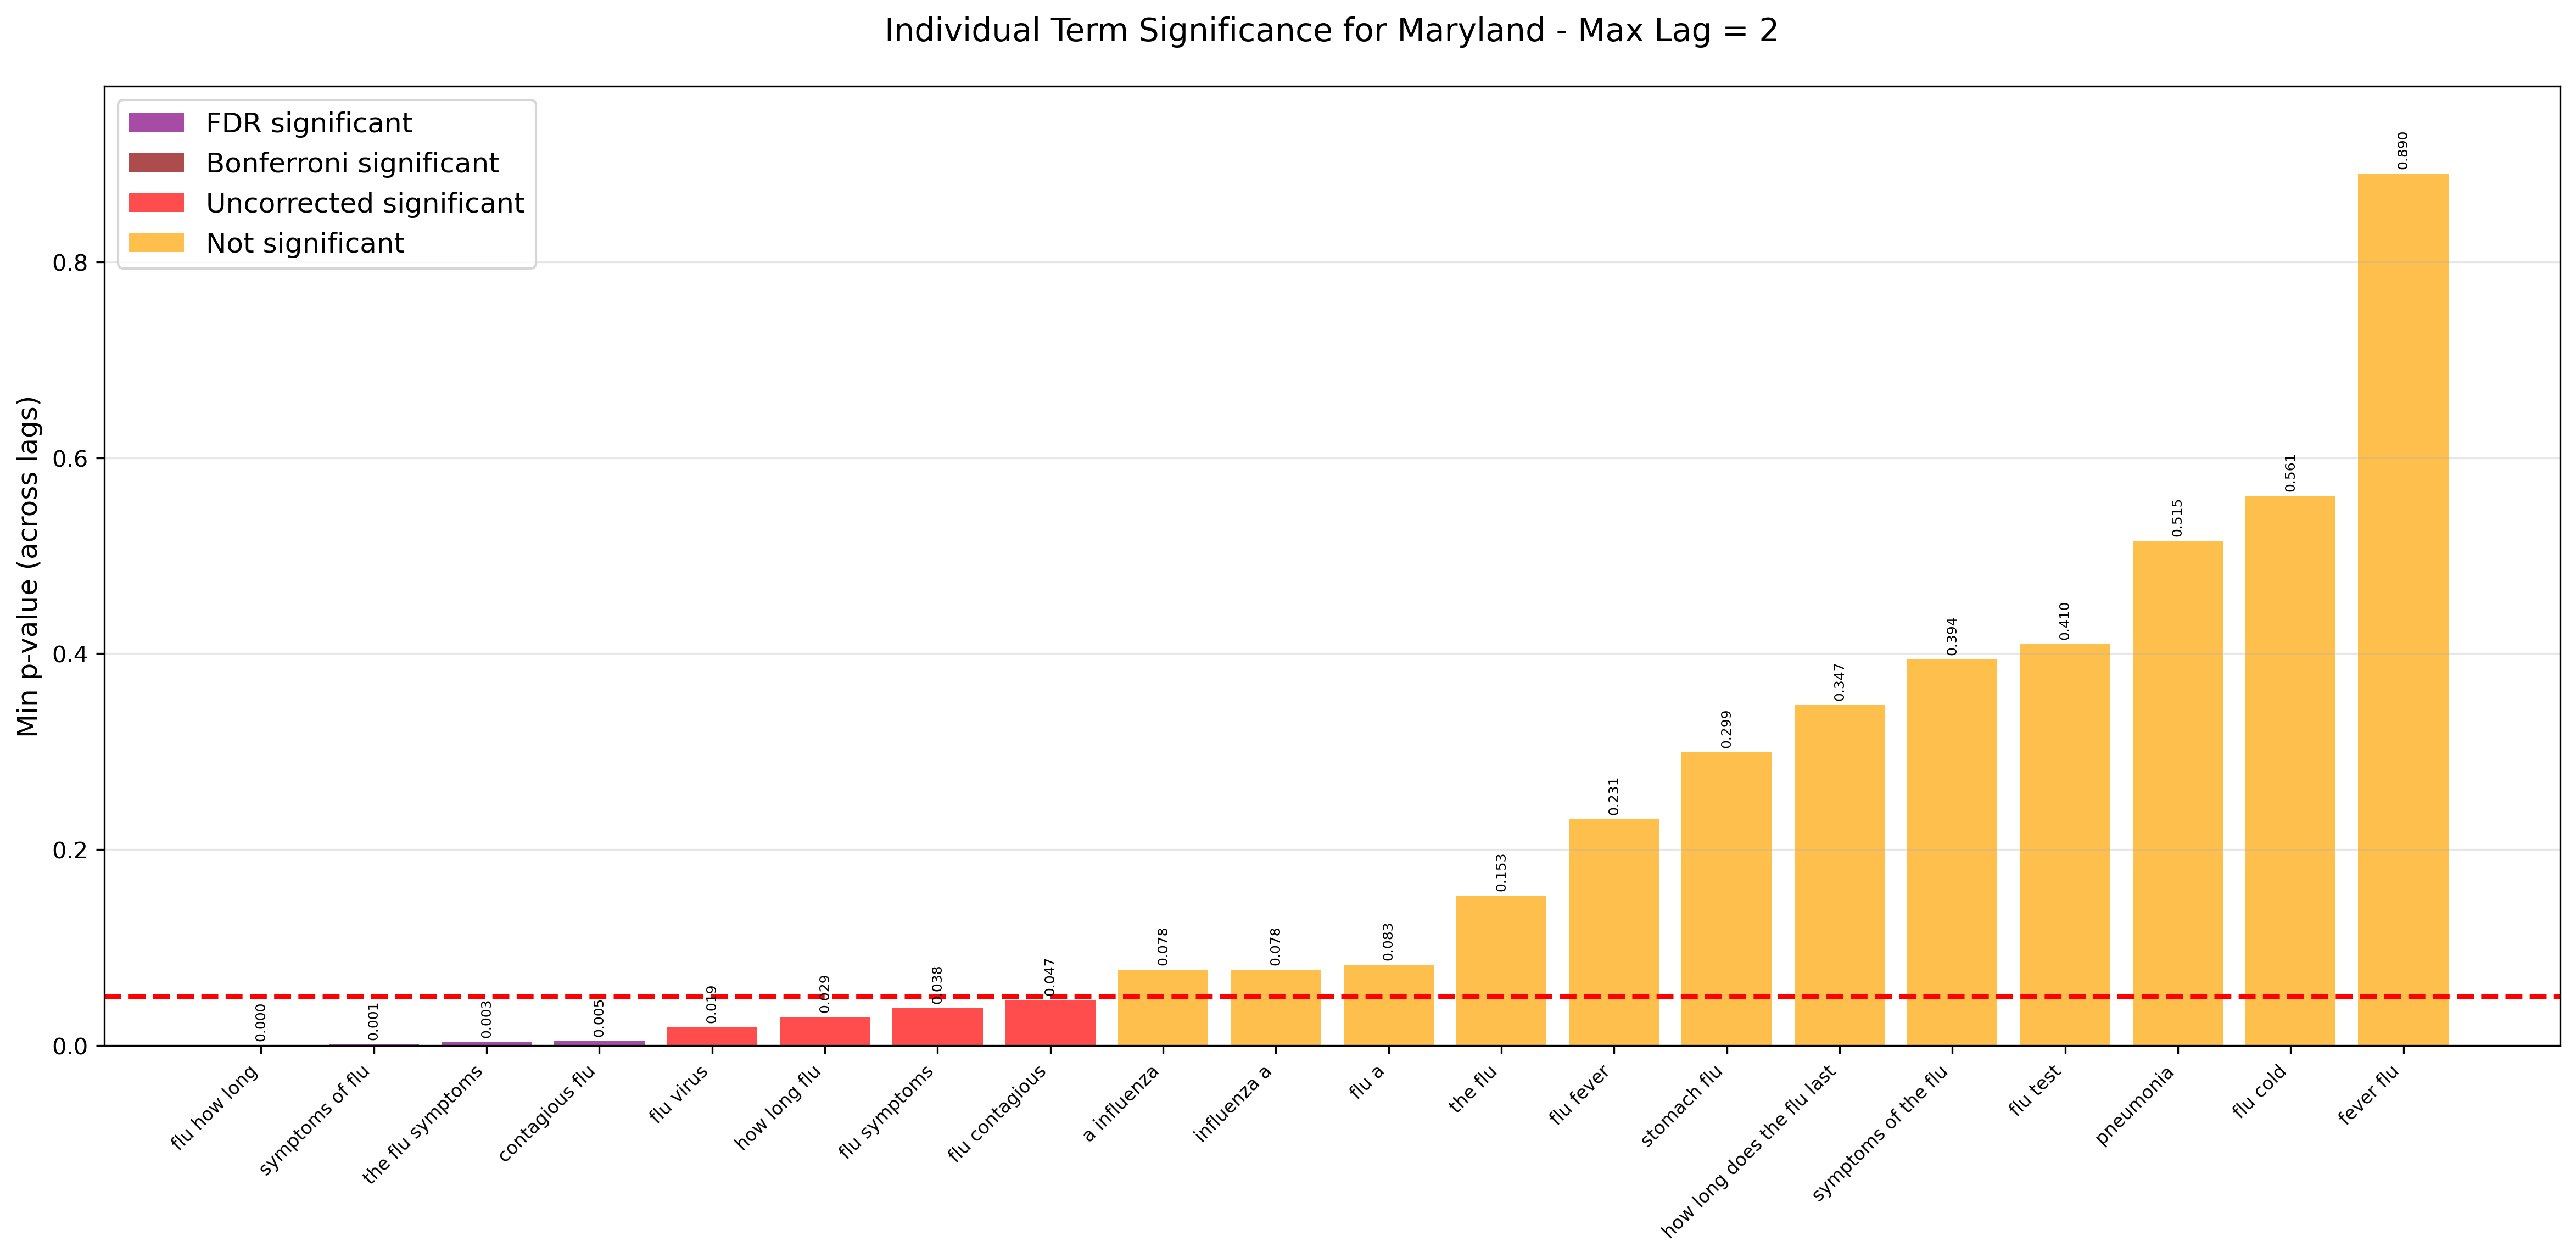 Individual Term Significance for Maryland - Max Lag = 2
FDR significant
Bonferroni significant
Uncorrected significant
Not significant
Min p-value (across lags)
0.8
0.6
0.4
0.2
0.0
0.000
0.001
0.003
0.005
0.019
0.029
0.038
0.047
0.078
0.078
0.083
0.153
0.231
0.299
0.347
0.394
0.410
0.515
0.561
0.890
flu how long
symptoms of flu
the flu symptoms
contagious flu
flu virus
how long flu
flu symptoms
flu contagious
a influenza
influenza a
flu a
the flu
flu fever
stomach flu
how long does the flu last
symptoms of the flu
flu test
pneumonia
flu cold
fever flu